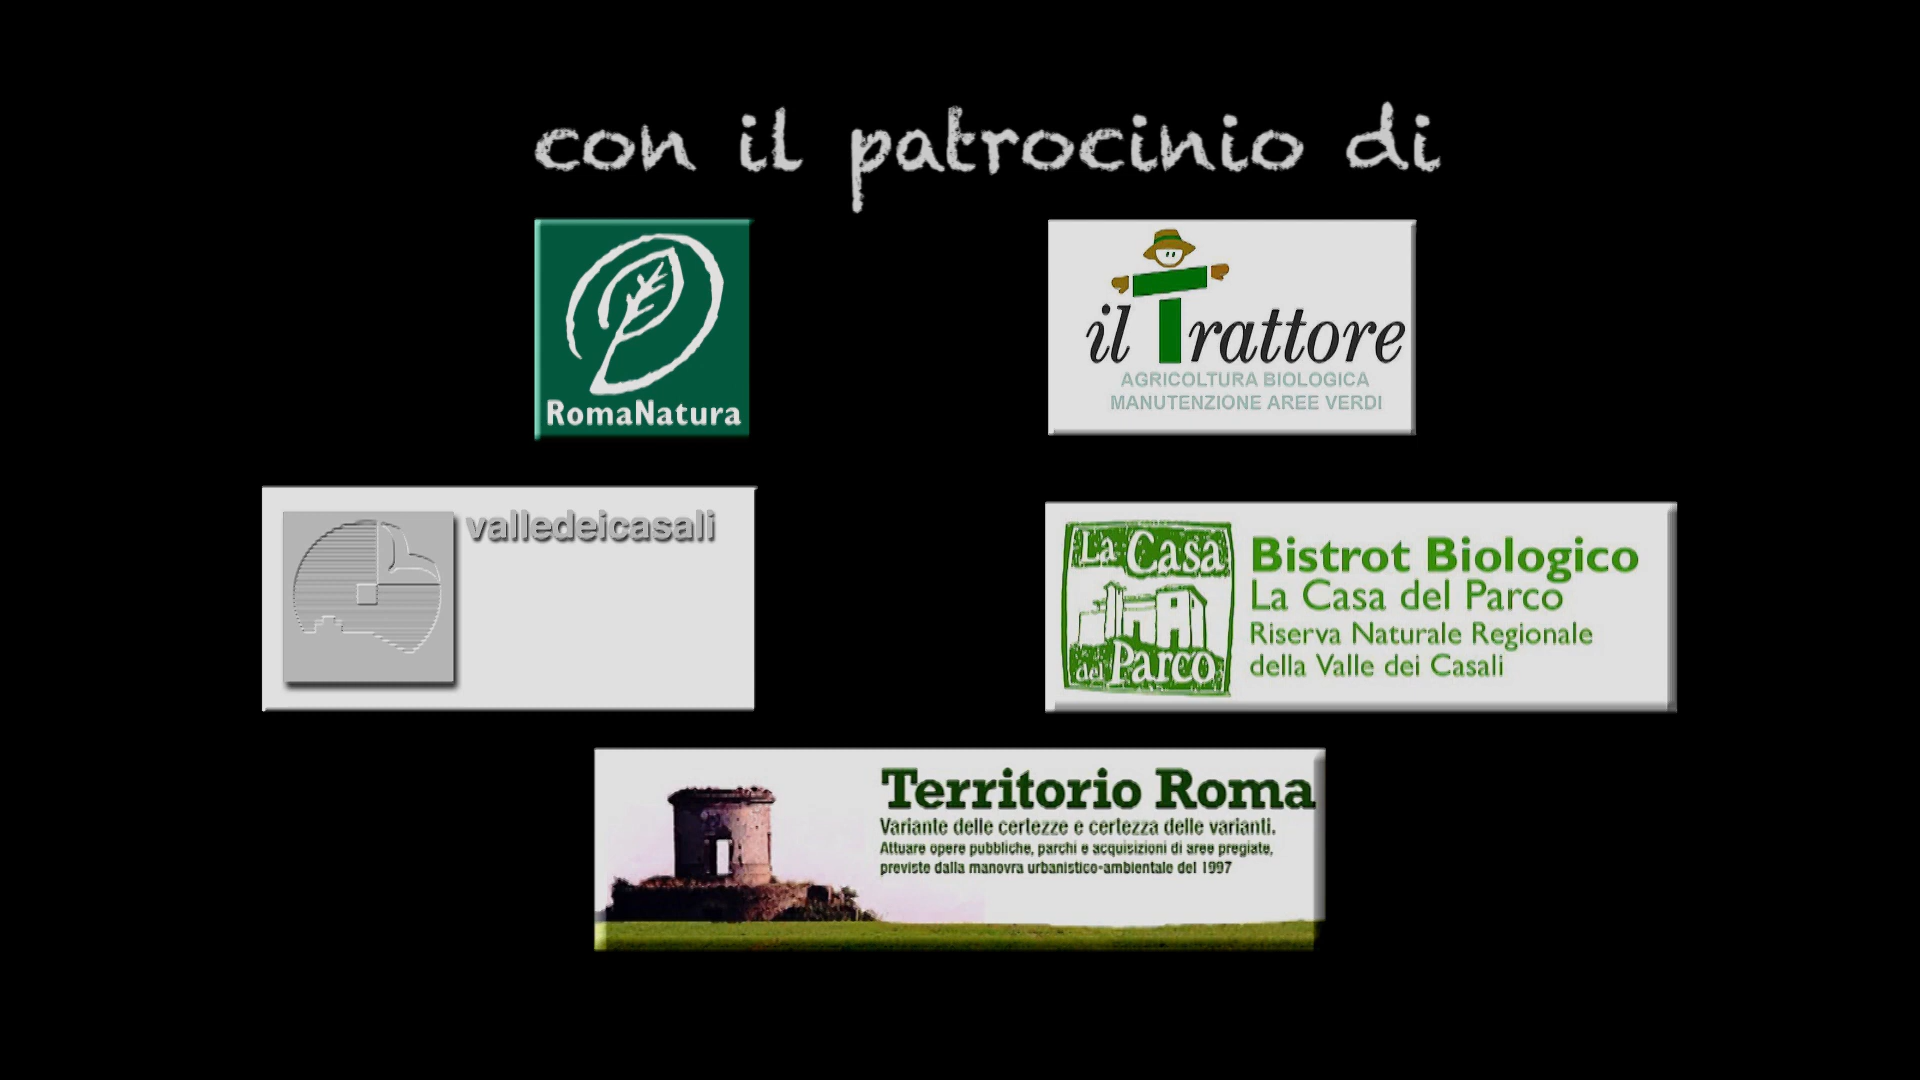 con il patrocinio di
RomaNatura
il Trattore
AGRICOLTURA BIOLOGICA
MANUTENZIONE AREE VERDI
valledeicasali
La Casa
del Parco
Bistrot Biologico
La Casa del Parco
Riserva Naturale Regionale
della Valle dei Casali
Territorio Roma
Variante delle certezze e certezza delle varianti.
Attuare opere pubbliche, parchi e acquisizioni di aree pregiate,
previste dalla manovra urbanistico-ambientale del 1997